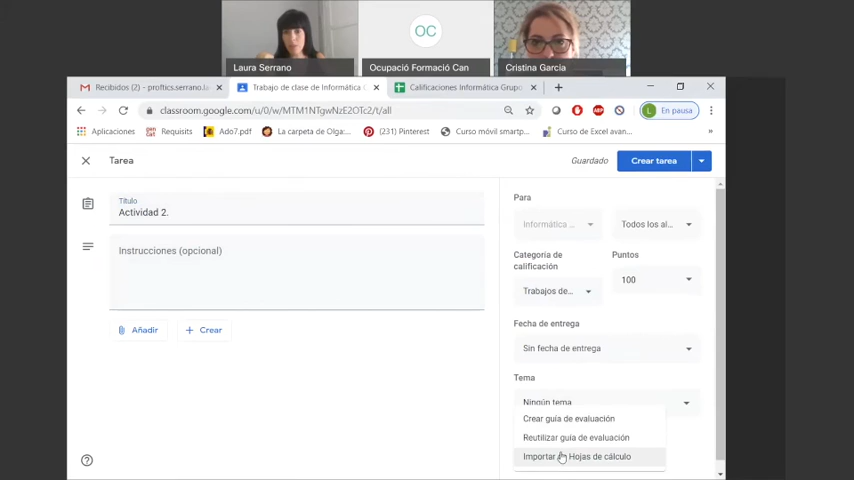 OC
Laura Serrano
Ocupació Formació Can
Cristina Garcia
Recibidos (2) - proftics.serrano.la
Trabajo de clase de Informática
Calificaciones Informática Grupo
classroom.google.com/u/0/w/MTM1NTgwNzE2OTc2/t/all
L
En pausa
Aplicaciones
Requisits
Ado7.pdf
La carpeta de Olga:...
(231) Pinterest
Curso móvil smartp...
Curso de Excel avan...
Tarea
Guardado
Crear tarea
Título
Actividad 2.
Instrucciones (opcional)
Añadir
Crear
Para
Informática ...
Todos los al...
Categoría de
calificación
Puntos
Trabajos de...
100
Fecha de entrega
Sin fecha de entrega
Tema
Ningún tema
Crear guía de evaluación
Reutilizar guía de evaluación
Importar Hojas de cálculo